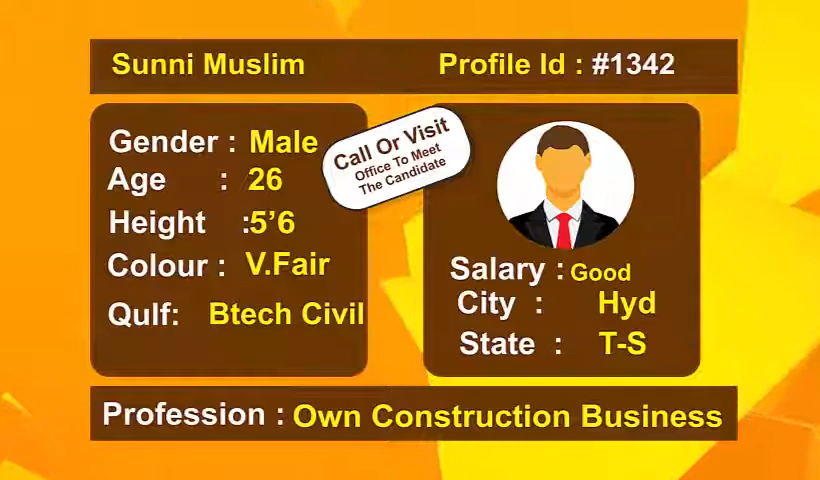 Sunni Muslim
Profile Id : #1342
Gender : Male
Age : 26
Height :5’6
Colour : V.Fair
Qulf: Btech Civil
Call Or Visit
Office To Meet
The Candidate
Salary : Good
City : Hyd
State : T-S
Profession : Own Construction Business